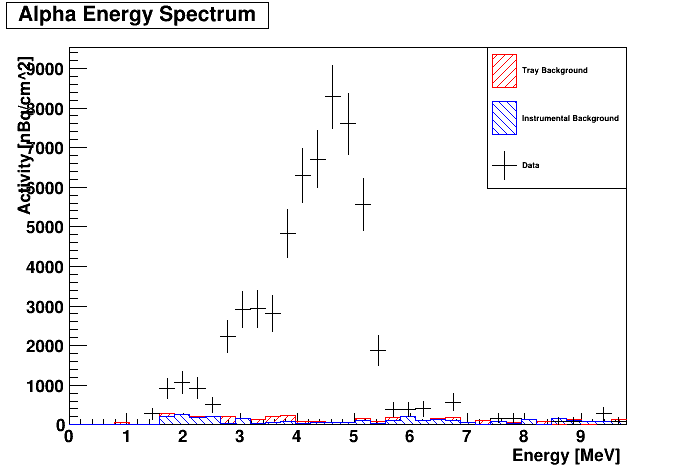 Alpha Energy Spectrum
Activity [nBq/cm^2]
9000
8000
7000
6000
5000
4000
3000
2000
1000
0
0 1 2 3 4 5 6 7 8 9
Energy [MeV]
Tray Background
Instrumental Background
Data